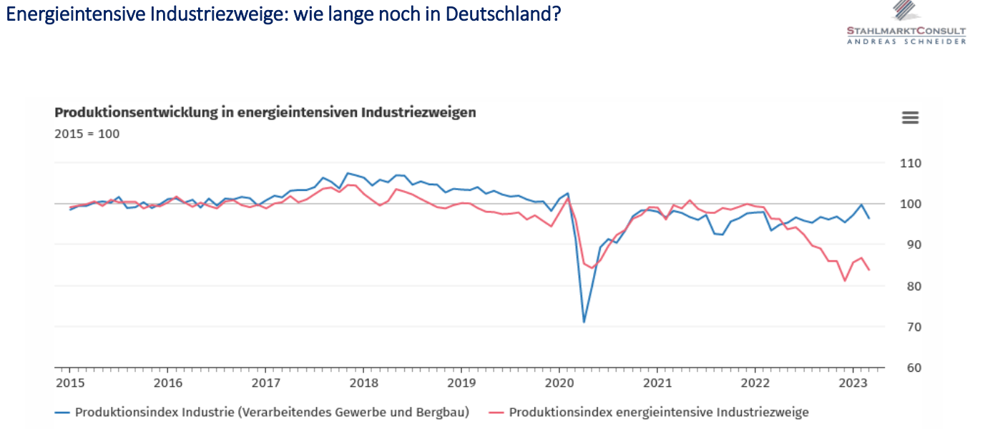 Energieintensive Industriezweige: wie lange noch in Deutschland?
STAHLMARKTCONSULT
ANDREAS SCHNEIDER
Produktionsentwicklung in energieintensiven Industriezweigen
2015 = 100
110
100
90
80
70
60
2015 2016 2017 2018 2019 2020 2021 2022 2023
Produktionsindex Industrie (Verarbeitendes Gewerbe und Bergbau) Produktionsindex energieintensive Industriezweige